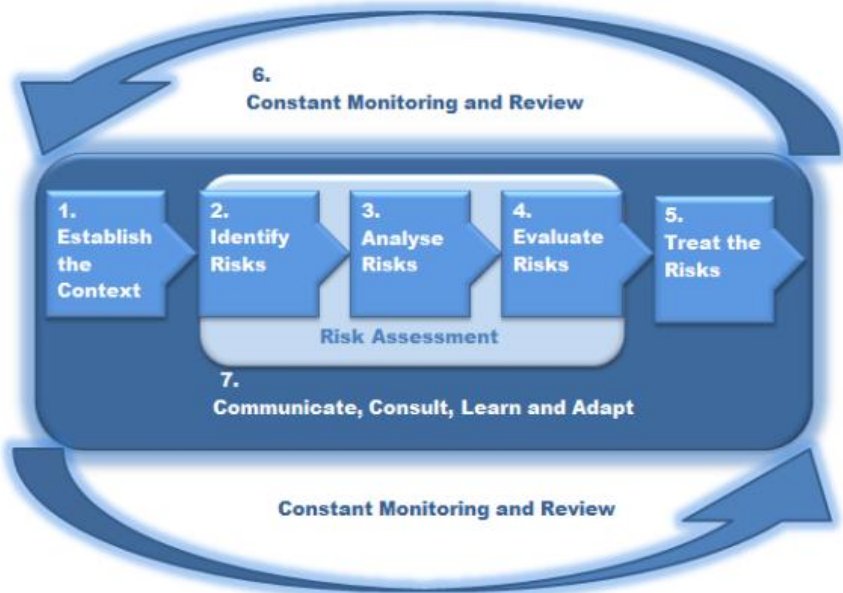 6.
Constant Monitoring and Review
1.
Establish
the
Context
2.
Identify
Risks
3.
Analyse
Risks
4.
Evaluate
Risks
5.
Treat the
Risks
Risk Assessment
7.
Communicate, Consult, Learn and Adapt
Constant Monitoring and Review